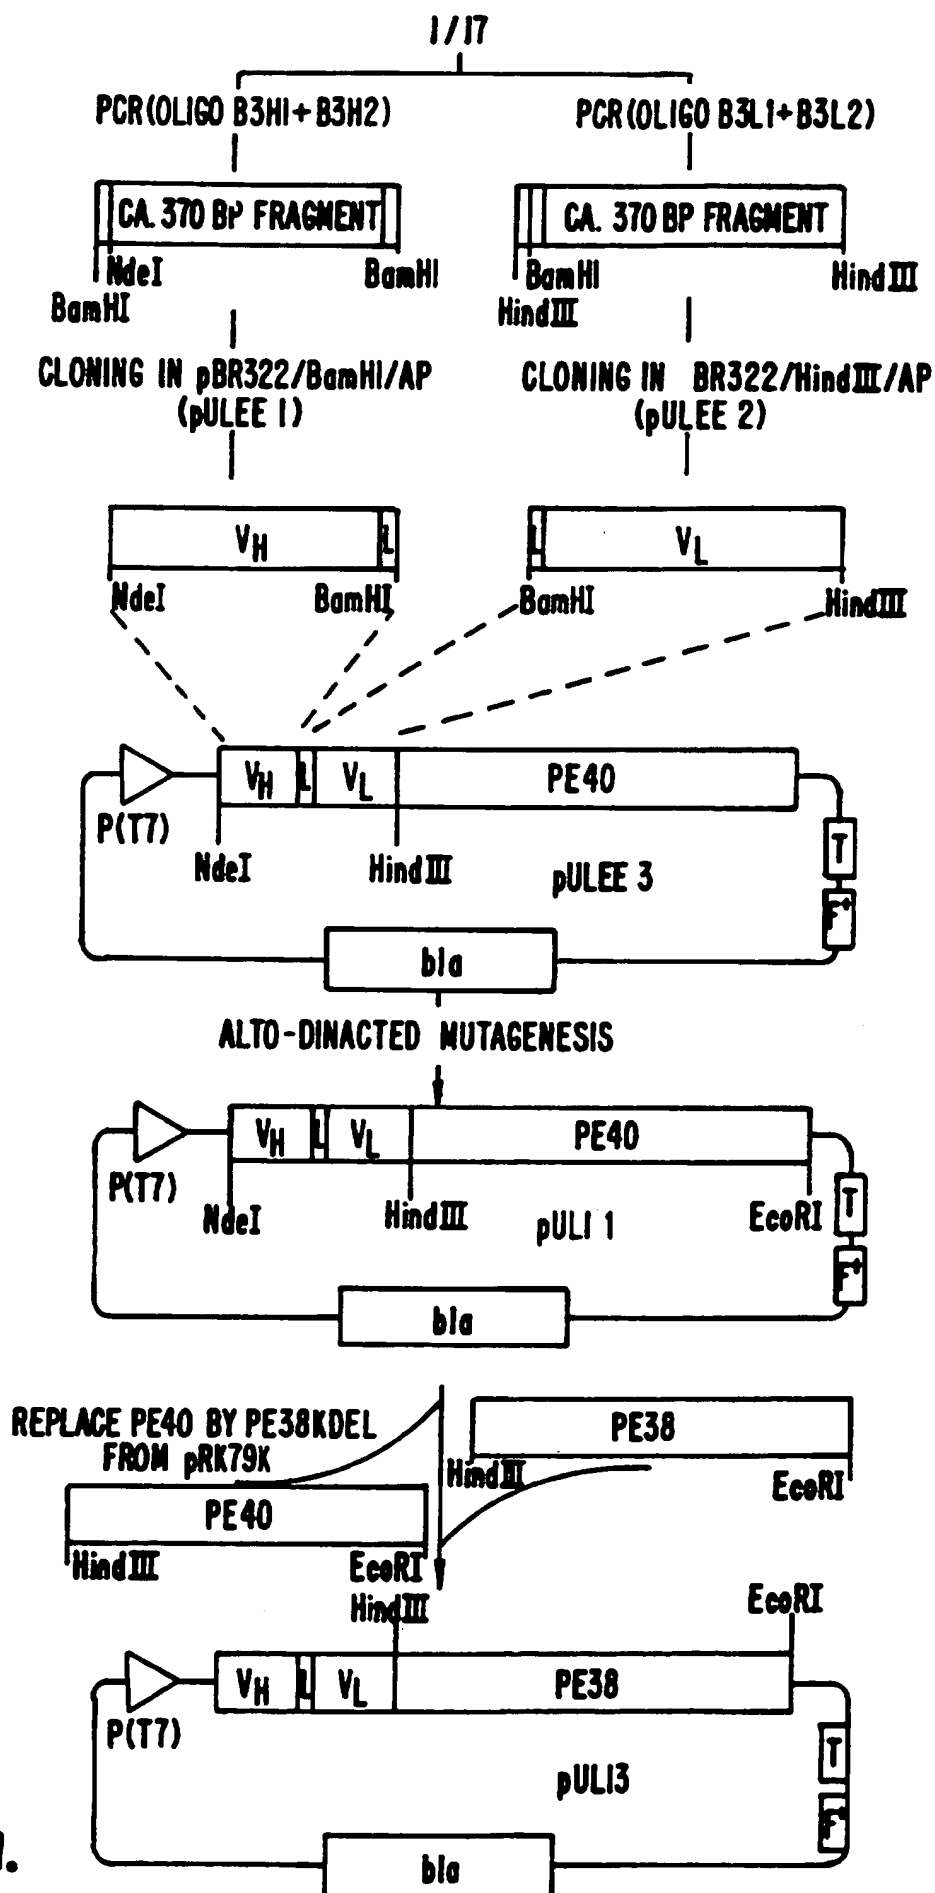 1/17
PCR(OLIGO B3H1+B3H2)
PCR(OLIGO B3L1+B3L2)
CA. 370 BP FRAGMENT
CA. 370 BP FRAGMENT
NdeI
BamHI
BamHI
BamHI
HindIII
HindIII
CLONING IN pBR322/BamHI/AP
(pULEE 1)
CLONING IN BR322/HindIII/AP
(pULEE 2)
VH
L
L
VL
NdeI
BamHI
BamHI
HindIII
VH
L
VL
PE40
P(T7)
NdeI
HindIII
pULEE 3
T
F+
bla
ALTO-DINACTED MUTAGENESIS
VH
L
VL
PE40
P(T7)
NdeI
HindIII
pULI 1
EcoRI
T
F+
bla
REPLACE PE40 BY PE38KDEL
FROM pRK79K
PE38
HindIII
EcoRI
PE40
HindIII
EcoRI
HindIII
EcoRI
VH
L
VL
PE38
P(T7)
pULI3
T
F+
bla